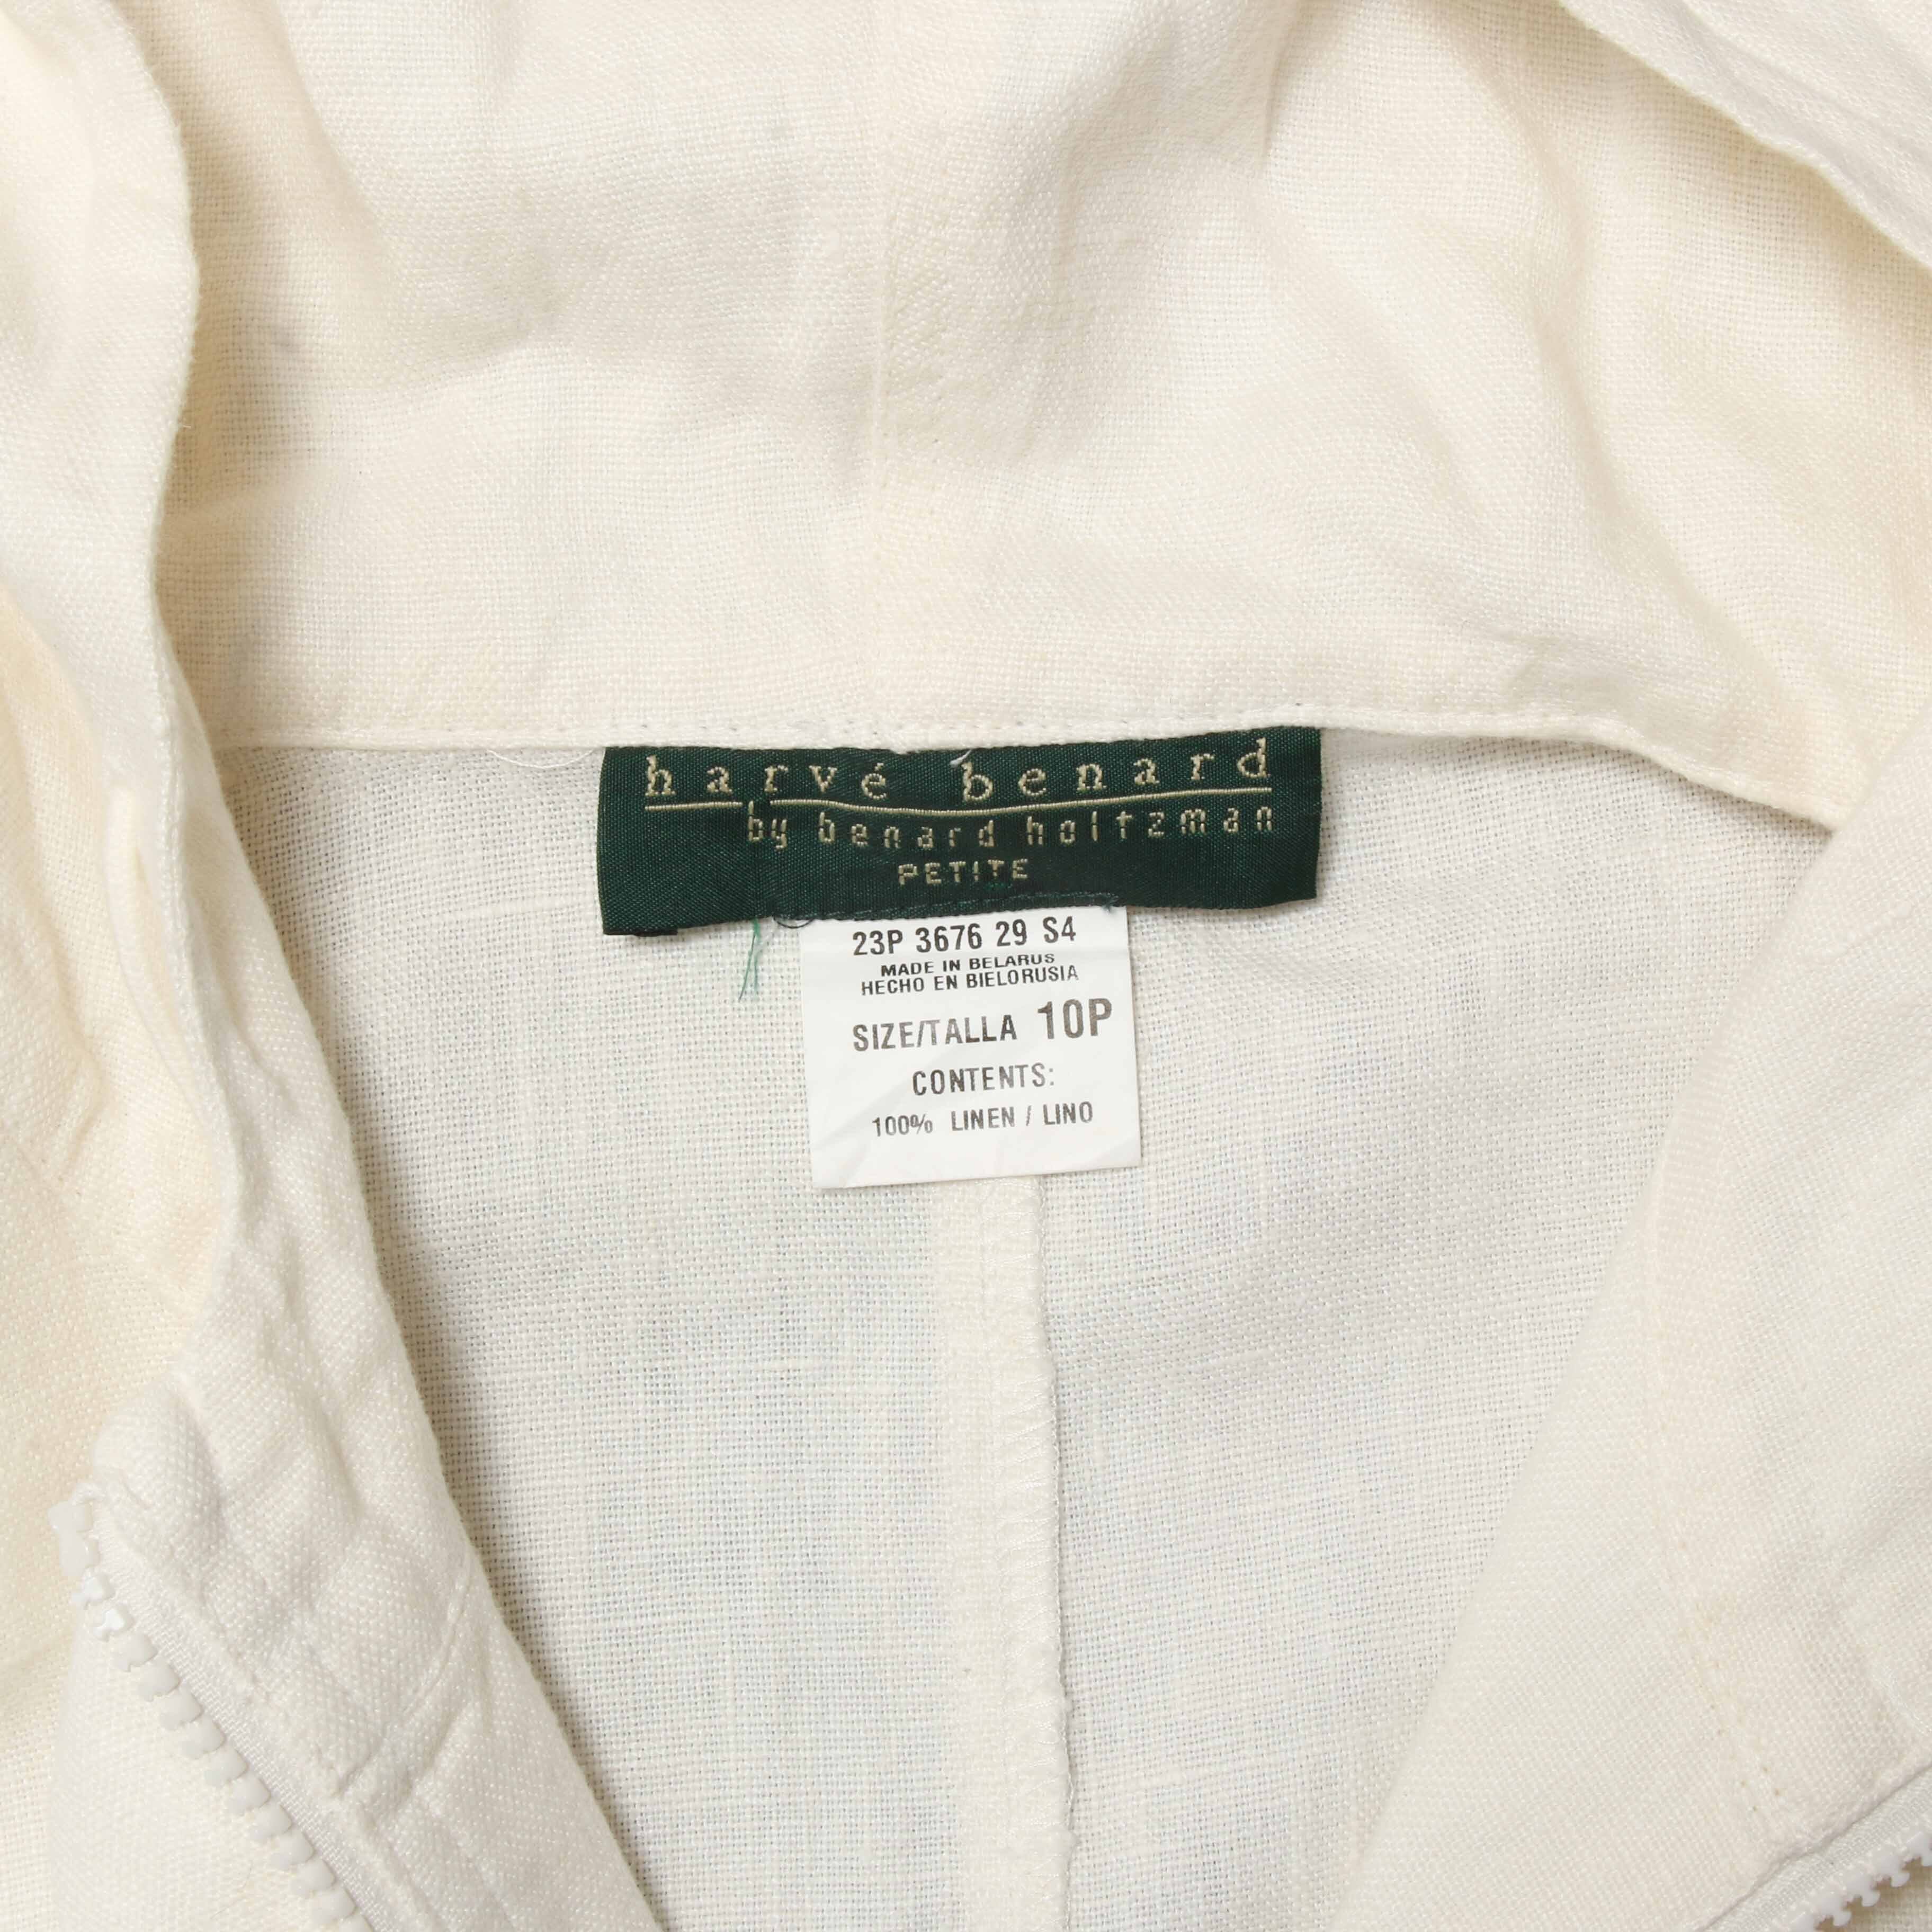 harvé benard
by benard holtzman
PETITE
23P 3676 29 S4
MADE IN BELARUS
HECHO EN BIELORUSIA
SIZE/TALLA 10P
CONTENTS:
100% LINEN / LINO